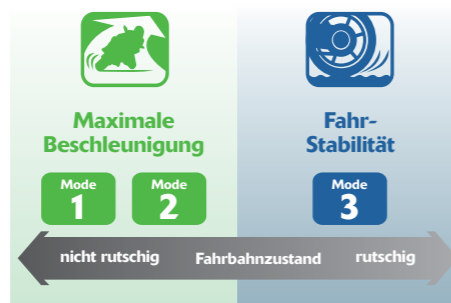 Maximale
Beschleunigung
Fahr-
Stabilität
Mode
1
Mode
2
Mode
3
nicht rutschig Fahrbahnzustand rutschig